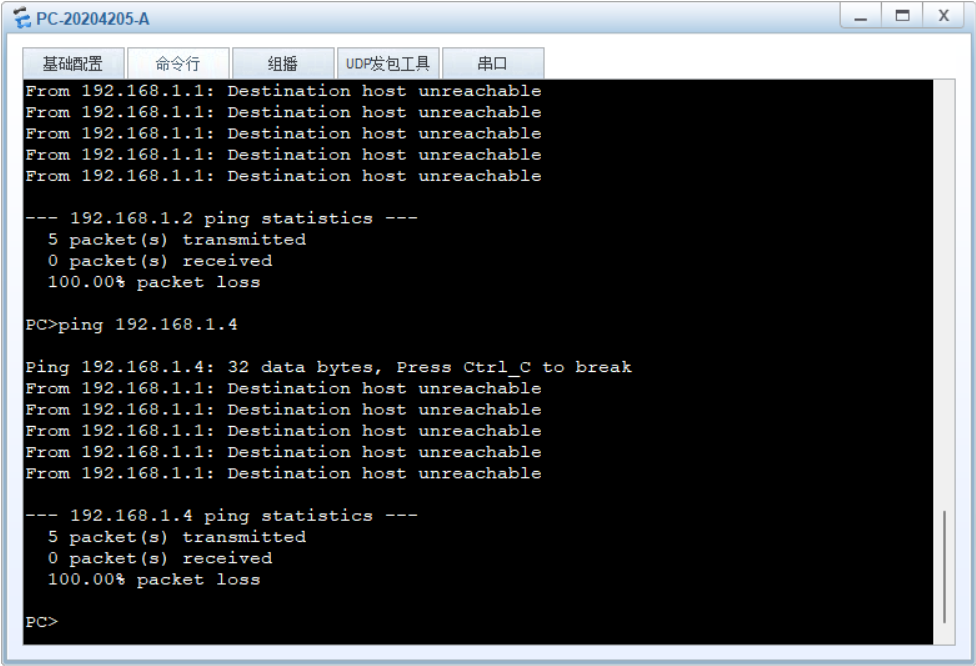 PC-20204205-A
基础配置 命令行 组播 UDP发包工具 串口
From 192.168.1.1: Destination host unreachable
From 192.168.1.1: Destination host unreachable
From 192.168.1.1: Destination host unreachable
From 192.168.1.1: Destination host unreachable
From 192.168.1.1: Destination host unreachable
--- 192.168.1.2 ping statistics ---
5 packet(s) transmitted
0 packet(s) received
100.00% packet loss
PC>ping 192.168.1.4
Ping 192.168.1.4: 32 data bytes, Press Ctrl_C to break
From 192.168.1.1: Destination host unreachable
From 192.168.1.1: Destination host unreachable
From 192.168.1.1: Destination host unreachable
From 192.168.1.1: Destination host unreachable
From 192.168.1.1: Destination host unreachable
--- 192.168.1.4 ping statistics ---
5 packet(s) transmitted
0 packet(s) received
100.00% packet loss
PC>